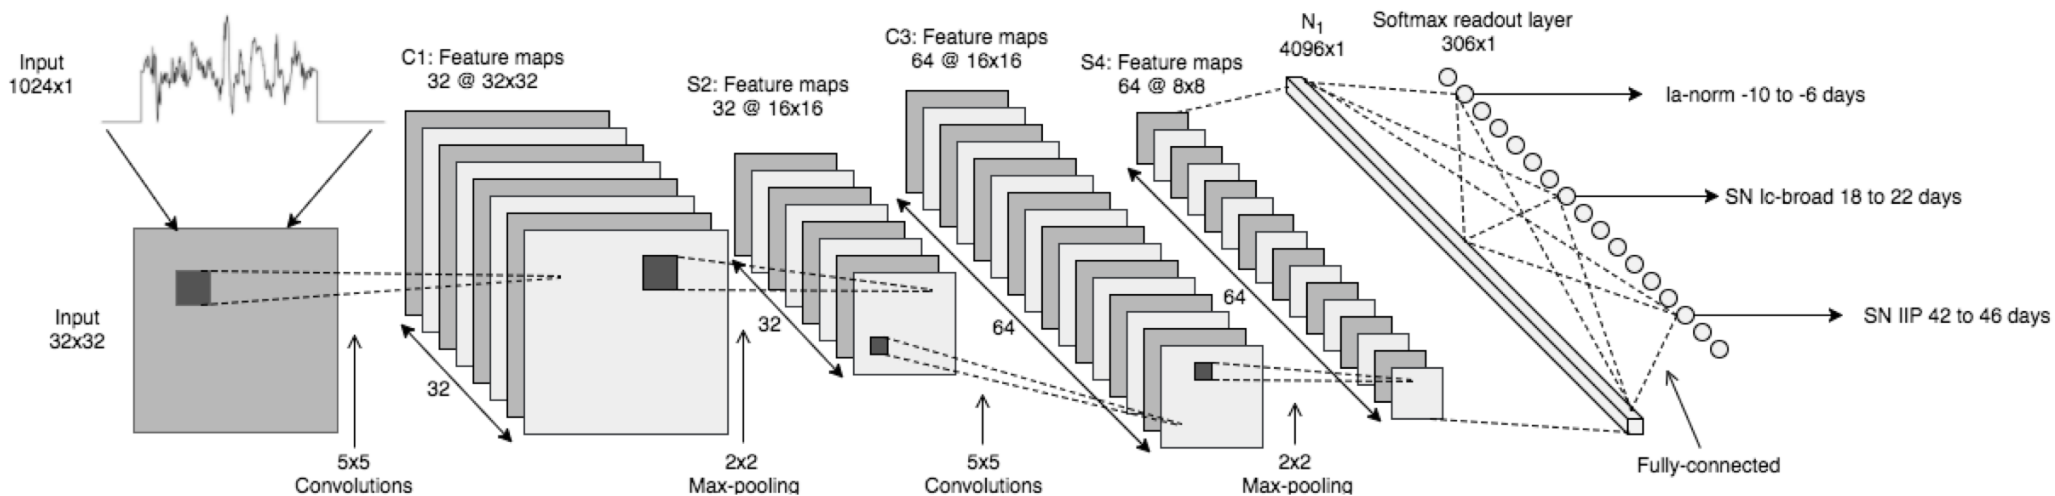 Input
1024x1
Input
32x32
C1: Feature maps
32 @ 32x32
32
5x5
Convolutions
S2: Feature maps
32 @ 16x16
32
2x2
Max-pooling
C3: Feature maps
64 @ 16x16
64
5x5
Convolutions
S4: Feature maps
64 @ 8x8
64
2x2
Max-pooling
N1
4096x1
Softmax readout layer
306x1
Ia-norm -10 to -6 days
SN Ic-broad 18 to 22 days
SN IIP 42 to 46 days
Fully-connected